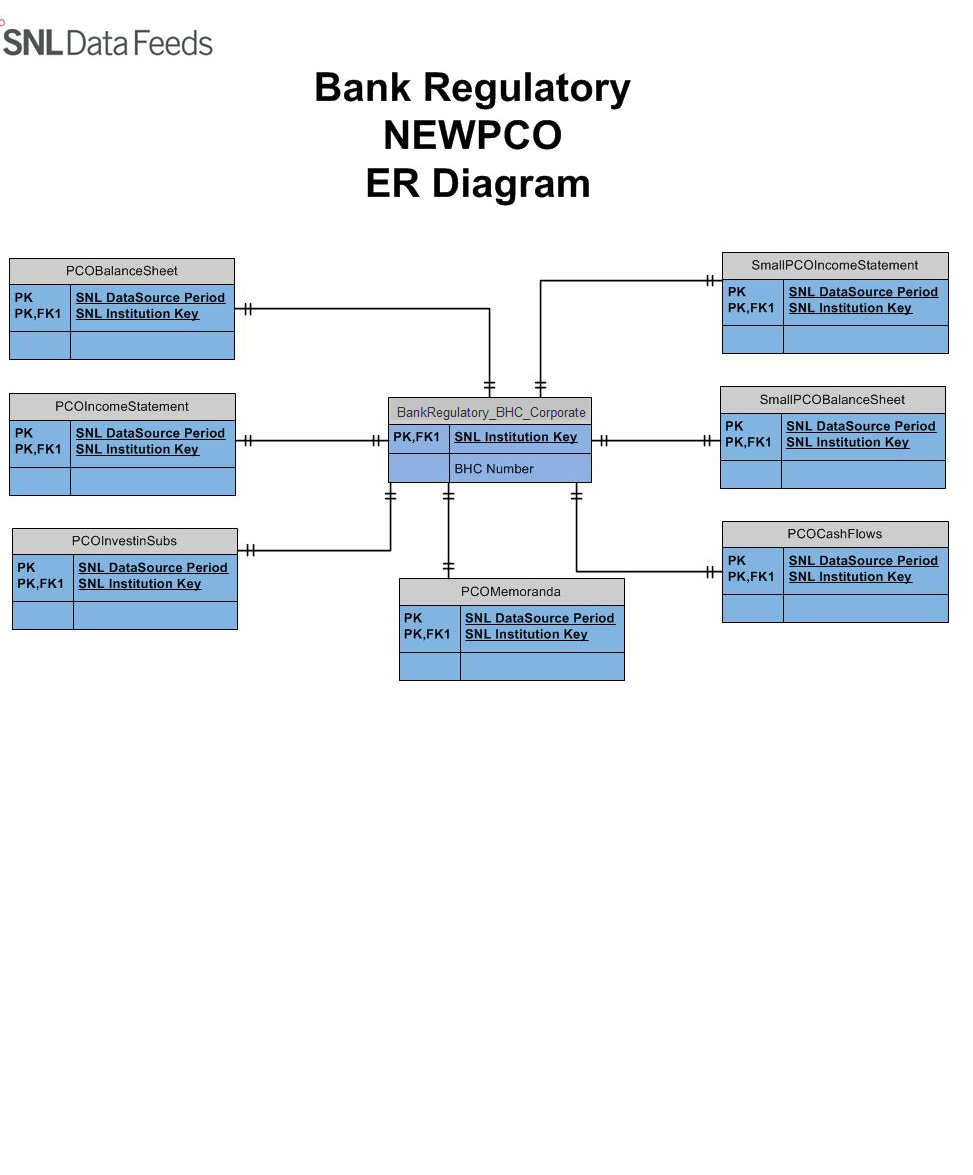 SNL Data Feeds
Bank Regulatory
NEWPCO
ER Diagram
PCOBalanceSheet
PK SNL DataSource Period
PK,FK1 SNL Institution Key
SmallPCOIncomeStatement
PK SNL DataSource Period
PK,FK1 SNL Institution Key
PCOIncomeStatement
PK SNL DataSource Period
PK,FK1 SNL Institution Key
BankRegulatory_BHC_Corporate
PK,FK1 SNL Institution Key
BHC Number
SmallPCOBalanceSheet
PK SNL DataSource Period
PK,FK1 SNL Institution Key
PCOInvestinSubs
PK SNL DataSource Period
PK,FK1 SNL Institution Key
PCOMemoranda
PK SNL DataSource Period
PK,FK1 SNL Institution Key
PCOCashFlows
PK SNL DataSource Period
PK,FK1 SNL Institution Key